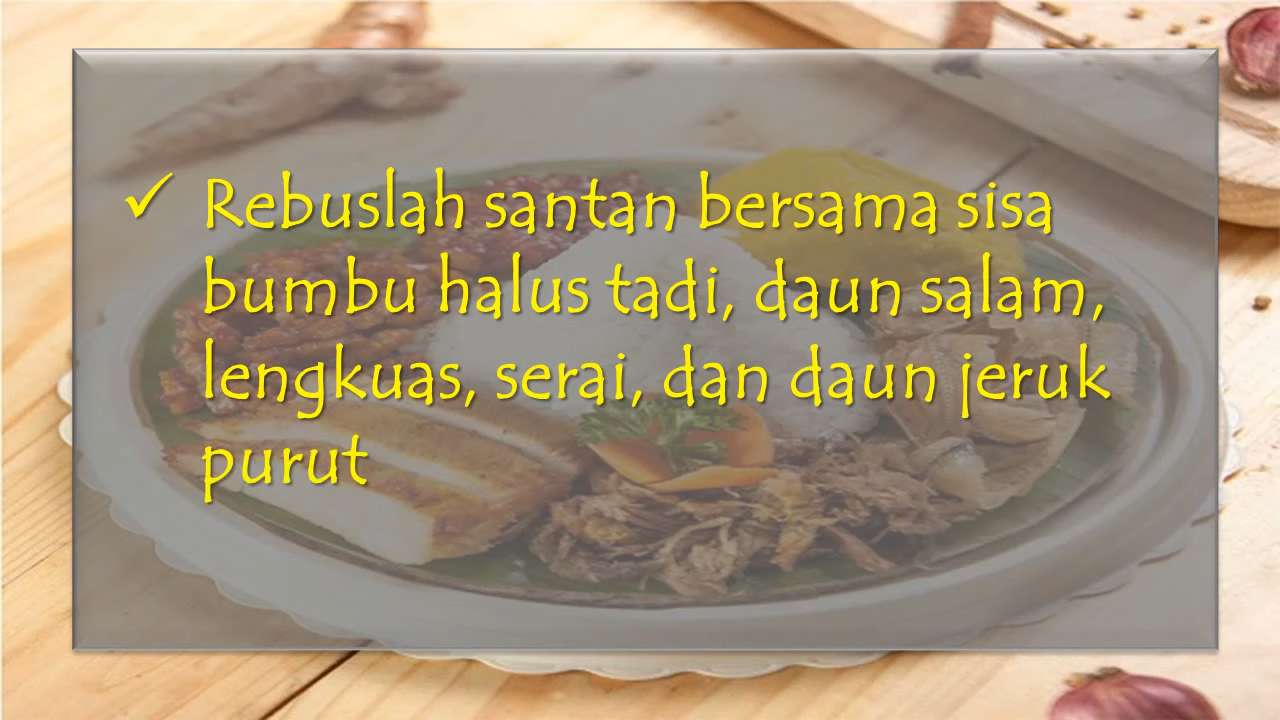 ✓ Rebuslah santan bersama sisa
bumbu halus tadi, daun salam,
lengkuas, serai, dan daun jeruk
purut